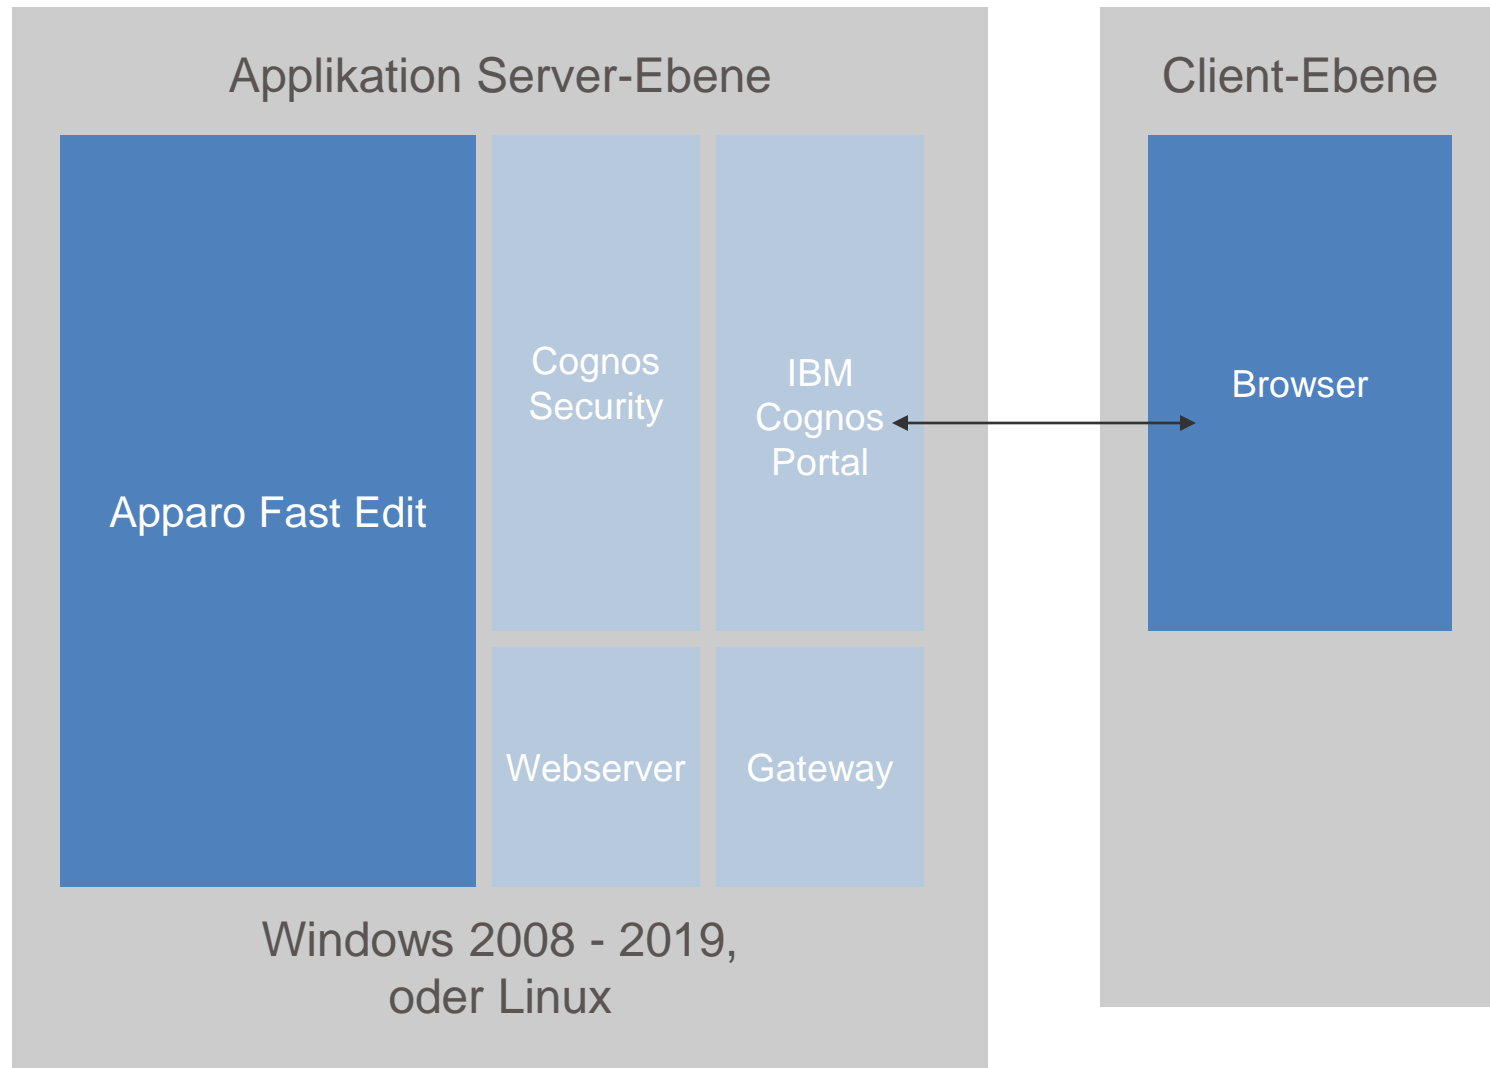 Applikation Server-Ebene
Client-Ebene
Apparo Fast Edit
Cognos
Security
IBM
Cognos
Portal
Browser
Webserver
Gateway
Windows 2008 - 2019,
oder Linux